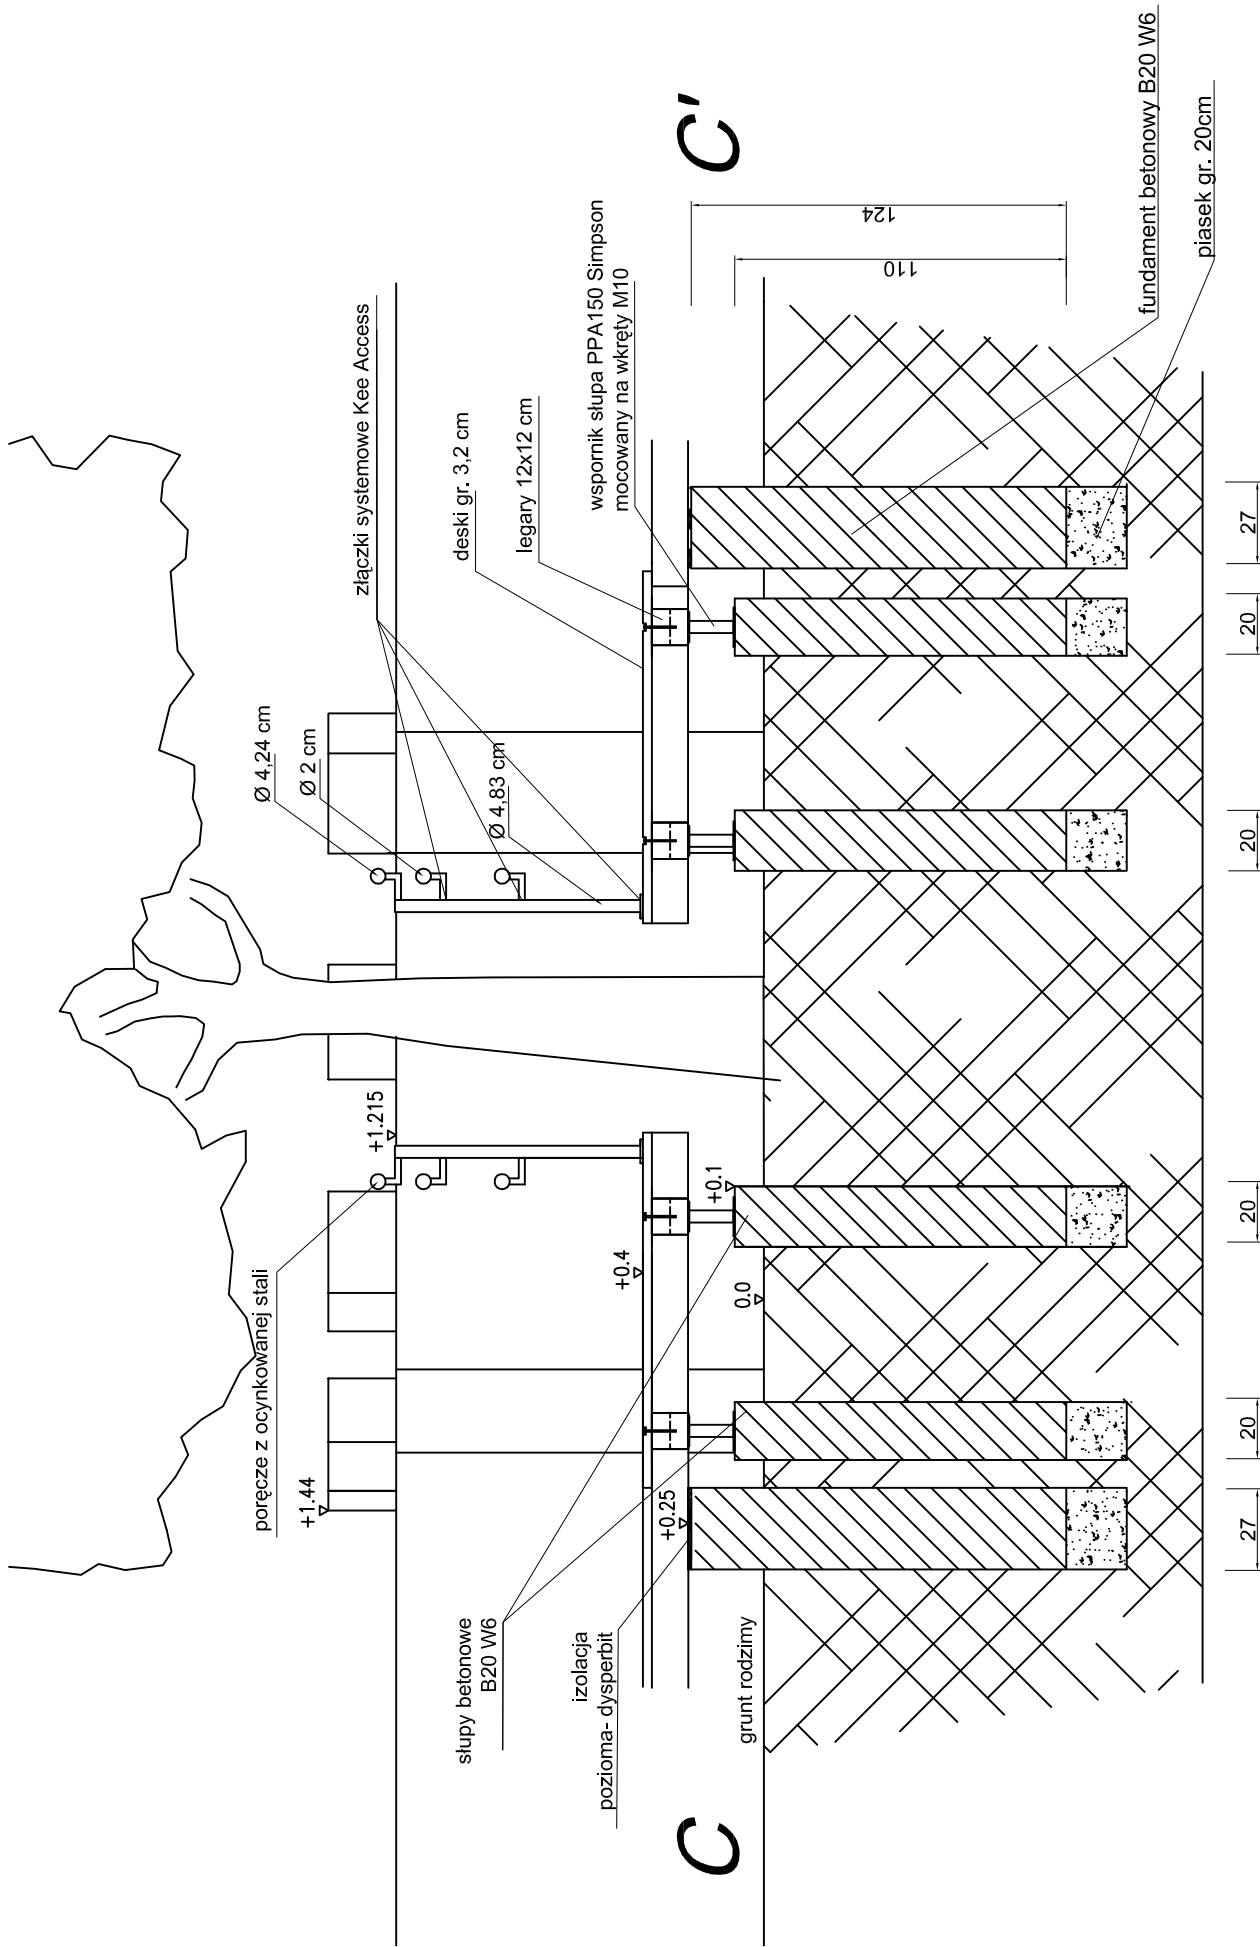 Ø 4,24 cm
Ø 2 cm
złączki systemowe Kee Access
Ø 4,83 cm
deski gr. 3,2 cm
legary 12x12 cm
wspornik słupa PPA150 Simpson
mocowany na wkręty M10
poręcze z ocynkowanej stali
+1.44
+1.215
+0.4
+0.25
+0.1
0.0
słupy betonowe
B20 W6
izolacja
pozioma- dysperbit
grunt rodzimy
C
C'
124
110
fundament betonowy B20 W6
piasek gr. 20cm
27
20
20
20
20
27